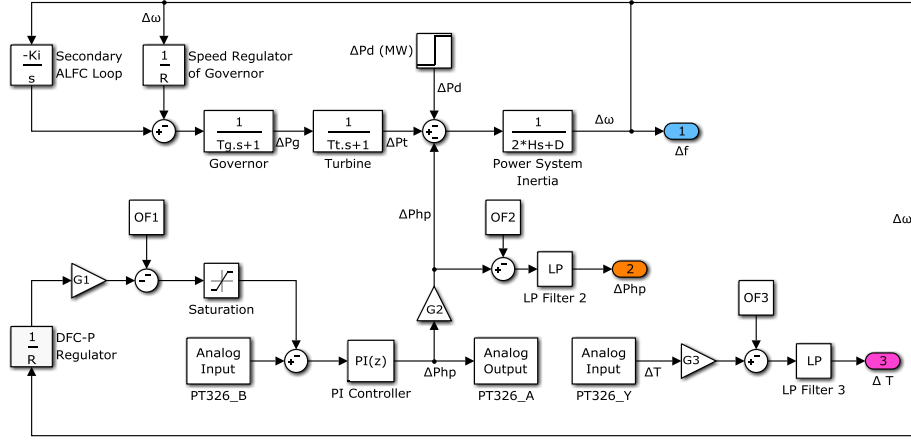 Δω
-Ki
s
Secondary
ALFC Loop
1
R
Speed Regulator
of Governor
ΔPd (MW)
ΔPd
1
Tg.s+1
Governor
ΔPg
1
Tt.s+1
Turbine
ΔPt
1
2*Hs+D
Power System
Inertia
Δω
1
Δf
ΔPhp
Δω
OF1
OF2
G1
Saturation
LP
LP Filter 2
2
ΔPhp
G2
OF3
1
R
DFC-P
Regulator
Analog
Input
PT326_B
PI(z)
PI Controller
ΔPhp
Analog
Output
PT326_A
Analog
Input
PT326_Y
ΔT
G3
LP
LP Filter 3
3
Δ T